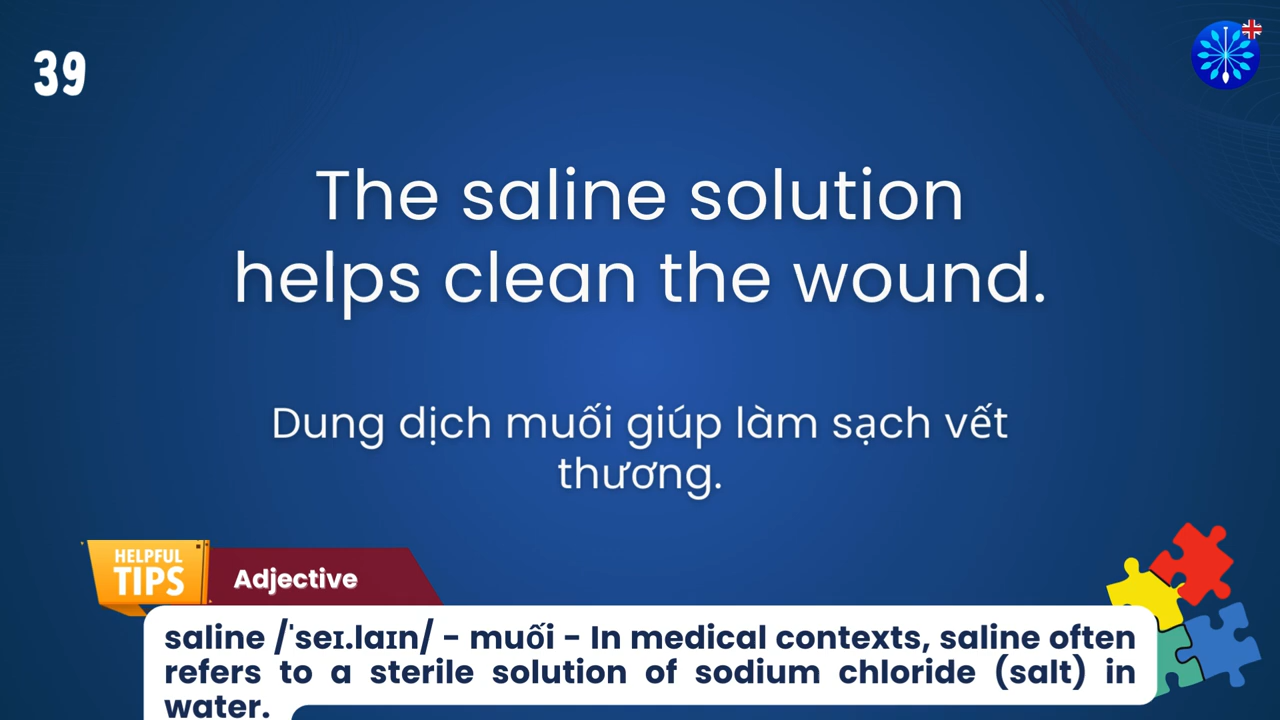 39
The saline solution
helps clean the wound.
Dung dịch muối giúp làm sạch vết
thương.
HELPFUL
TIPS
Adjective
saline /ˈseɪ.laɪn/ - muối - In medical contexts, saline often
refers to a sterile solution of sodium chloride (salt) in
water.